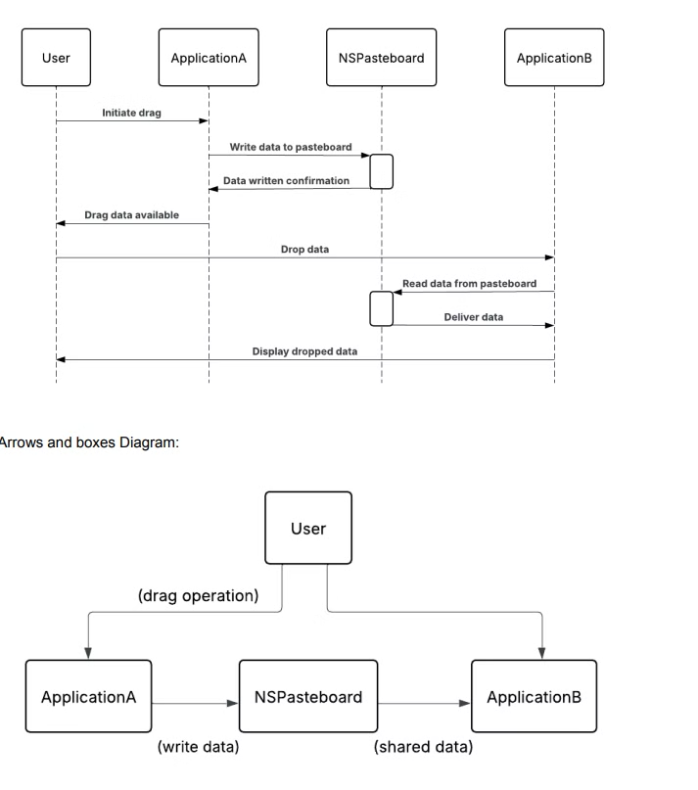 User
ApplicationA
NSPasteboard
ApplicationB
Initiate drag
Write data to pasteboard
Data written confirmation
Drag data available
Drop data
Read data from pasteboard
Deliver data
Display dropped data
Arrows and boxes Diagram:
User
(drag operation)
ApplicationA
NSPasteboard
ApplicationB
(write data)
(shared data)